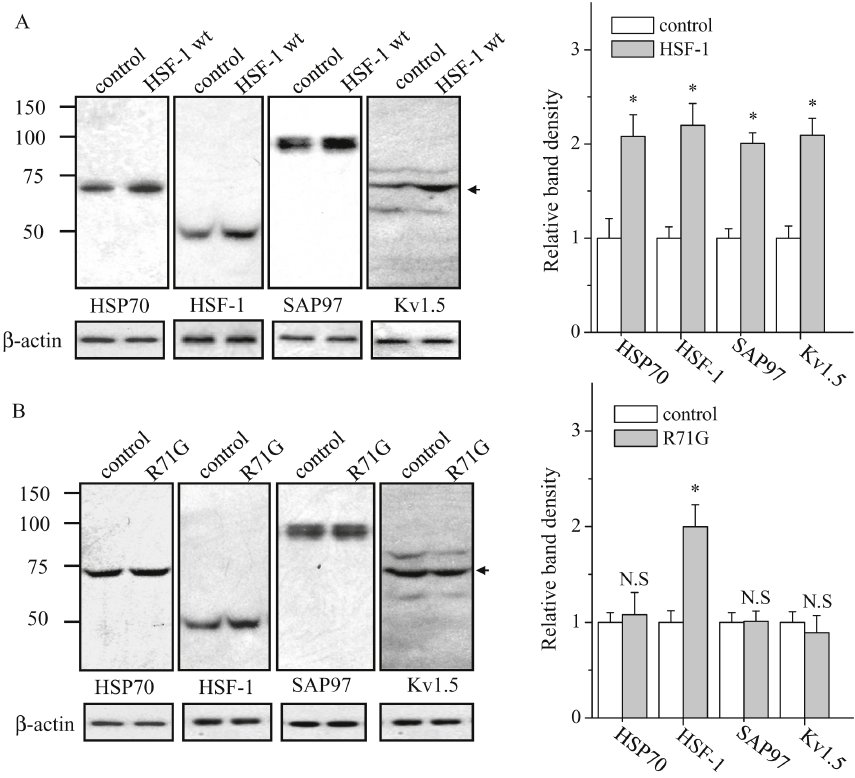 A
control HSF-1 wt control HSF-1 wt control HSF-1 wt control HSF-1 wt
150
100
75
50
HSP70 HSF-1 SAP97 Kv1.5
β-actin
control
HSF-1
Relative band density
3
2
1
0
* * * *
HSP70 HSF-1 SAP97 Kv1.5
B
control R71G control R71G control R71G control R71G
150
100
75
50
HSP70 HSF-1 SAP97 Kv1.5
β-actin
control
R71G
Relative band density
3
2
1
0
N.S * N.S N.S
HSP70 HSF-1 SAP97 Kv1.5